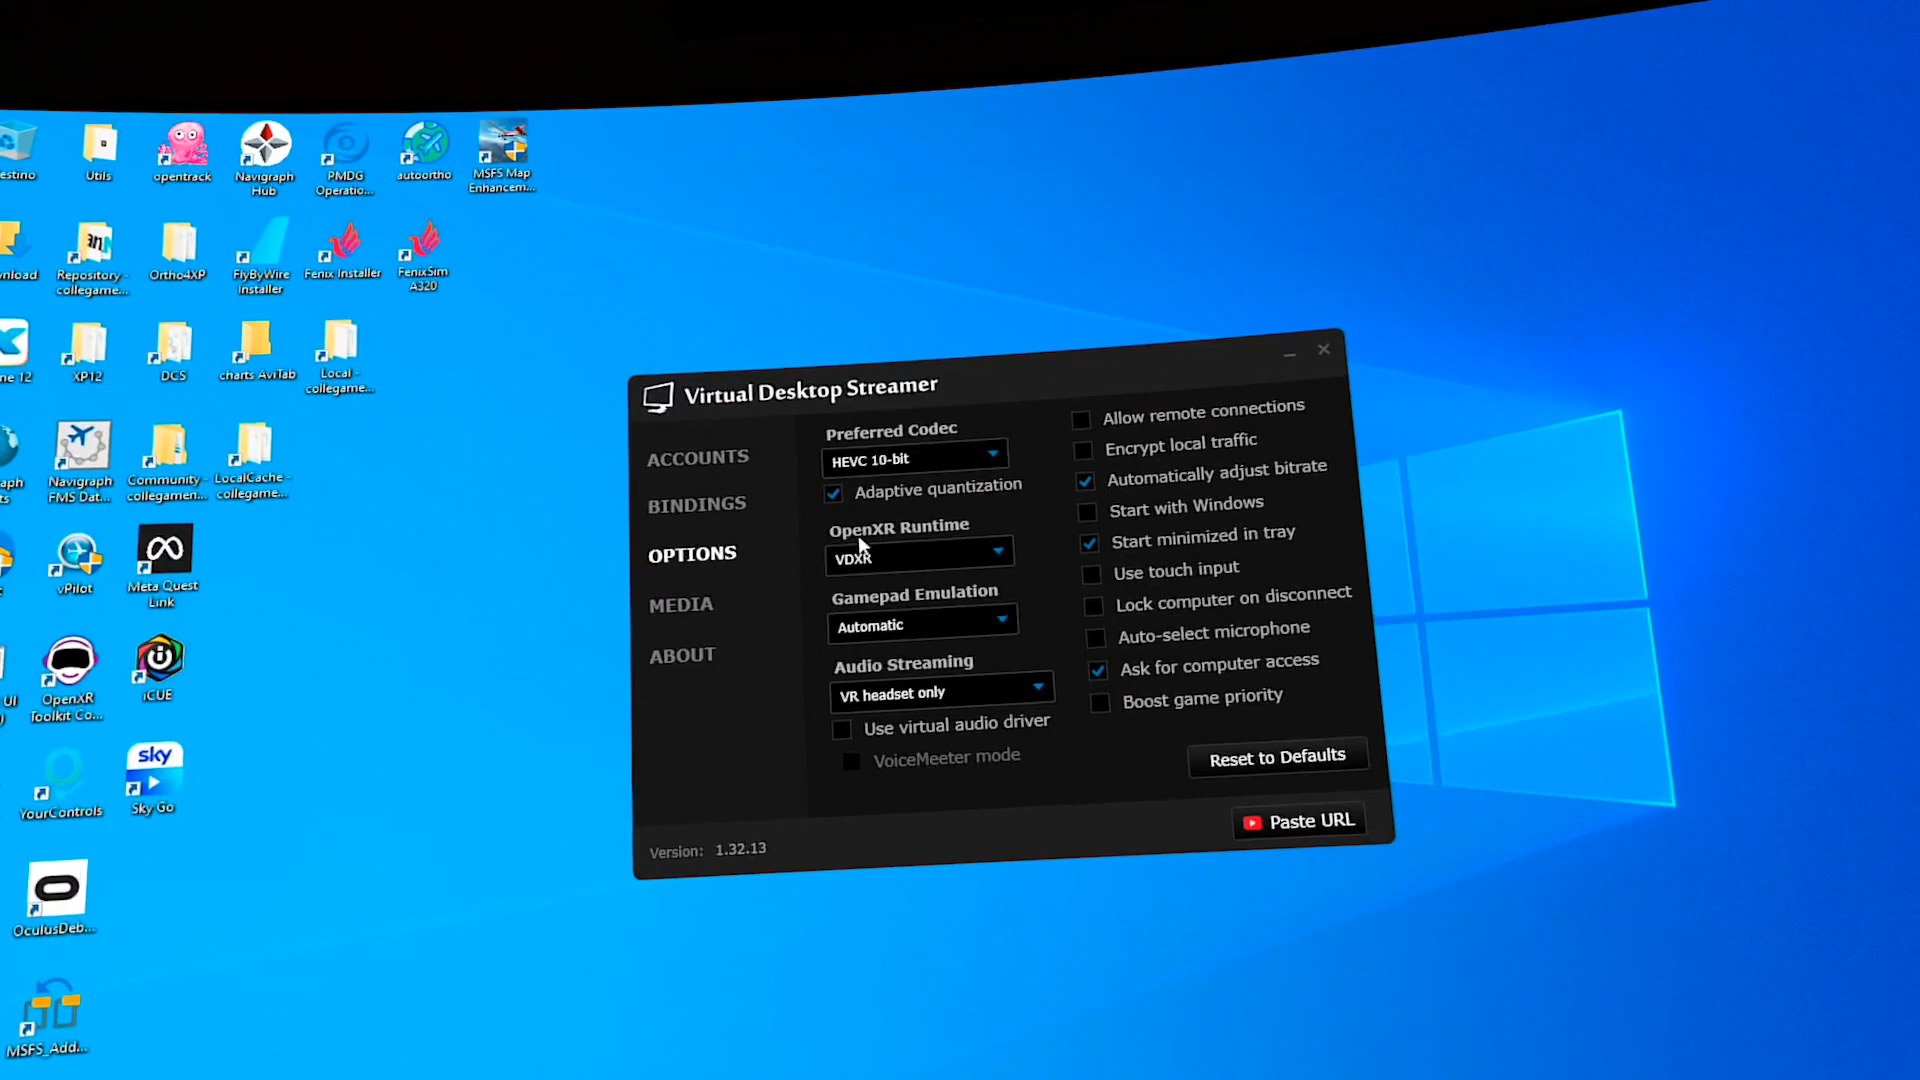 estino
Utils
opentrack
Navigraph
Hub
PMDG
Operatio...
autoortho
MSFS Map
Enhancem...
nload
Repository -
collegame...
Ortho4XP
FlyByWire
Installer
Fenix Installer
FenixSim
A320
ne 12
XP12
DCS
charts AviTab
Local -
collegame...
aph
ts
Navigraph
FMS Dat...
Community -
collegamen...
LocalCache -
collegame...
vPilot
Meta Quest
Link
UI
)
OpenXR
Toolkit Co...
iCUE
YourControls
sky
Sky Go
OculusDeb...
MSFS_Add...
Virtual Desktop Streamer
ACCOUNTS
BINDINGS
OPTIONS
MEDIA
ABOUT
Preferred Codec
HEVC 10-bit
Adaptive quantization
OpenXR Runtime
VDXR
Gamepad Emulation
Automatic
Audio Streaming
VR headset only
Use virtual audio driver
VoiceMeeter mode
Allow remote connections
Encrypt local traffic
Automatically adjust bitrate
Start with Windows
Start minimized in tray
Use touch input
Lock computer on disconnect
Auto-select microphone
Ask for computer access
Boost game priority
Reset to Defaults
Paste URL
Version: 1.32.13